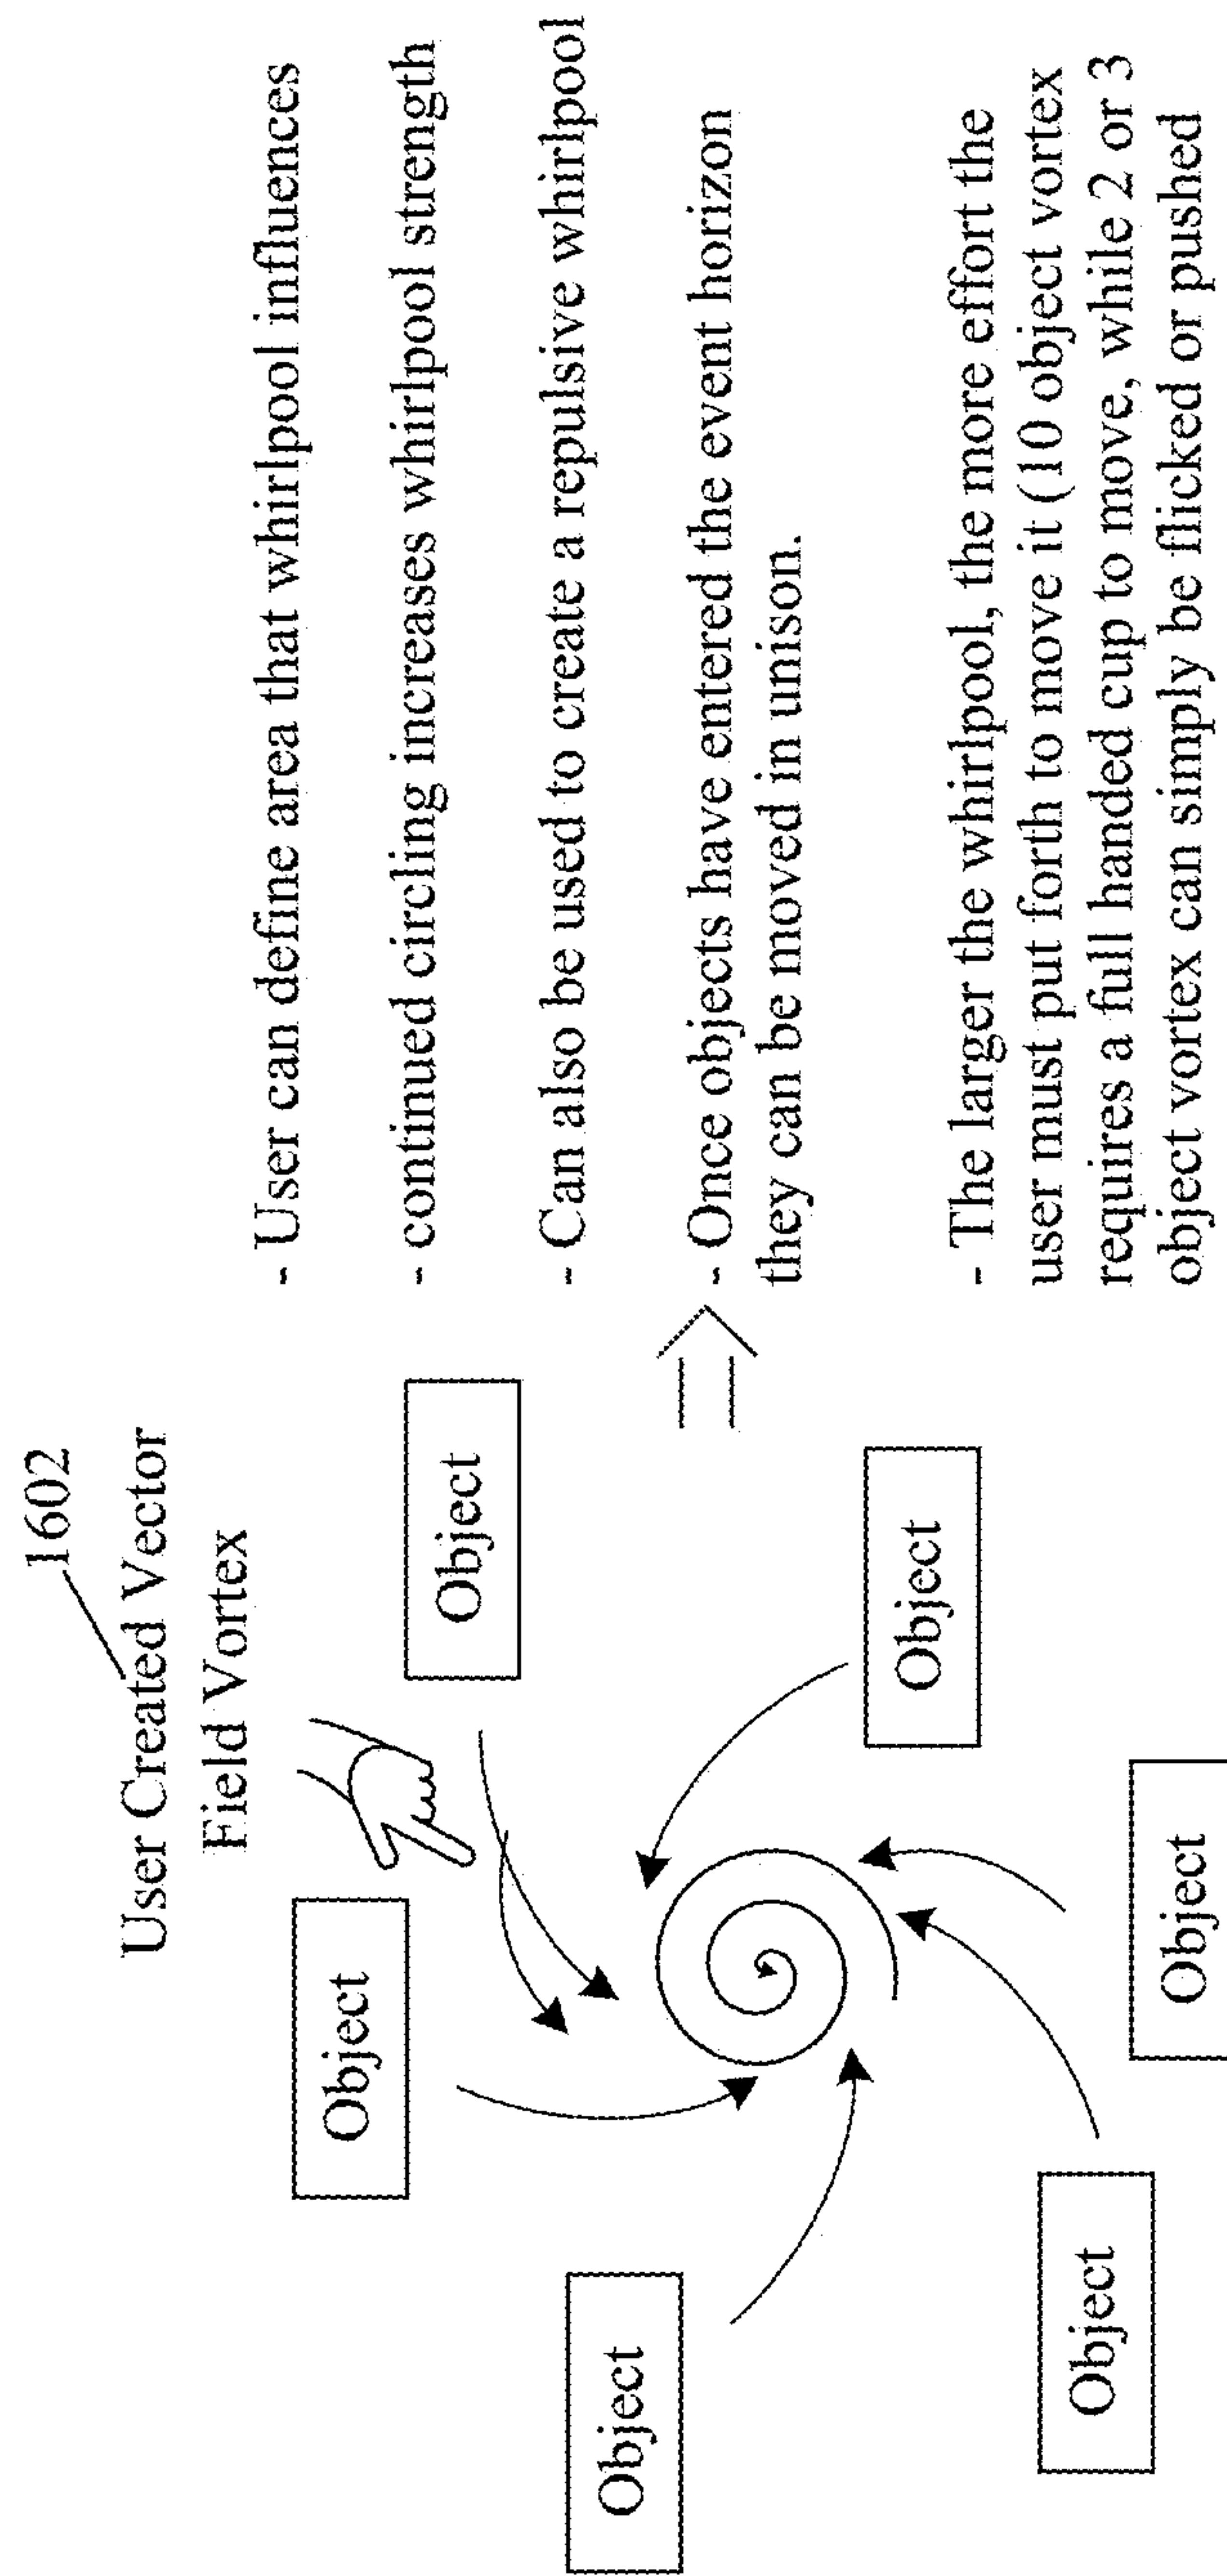 1602
User Created Vector
Field Vortex
Object
Object
Object
Object
Object
Object
- User can define area that whirlpool influences
- continued circling increases whirlpool strength
- Can also be used to create a repulsive whirlpool
- Once objects have entered the event horizon
they can be moved in unison.
- The larger the whirlpool, the more effort the
user must put forth to move it (10 object vortex
requires a full handed cup to move, while 2 or 3
object vortex can simply be flicked or pushed